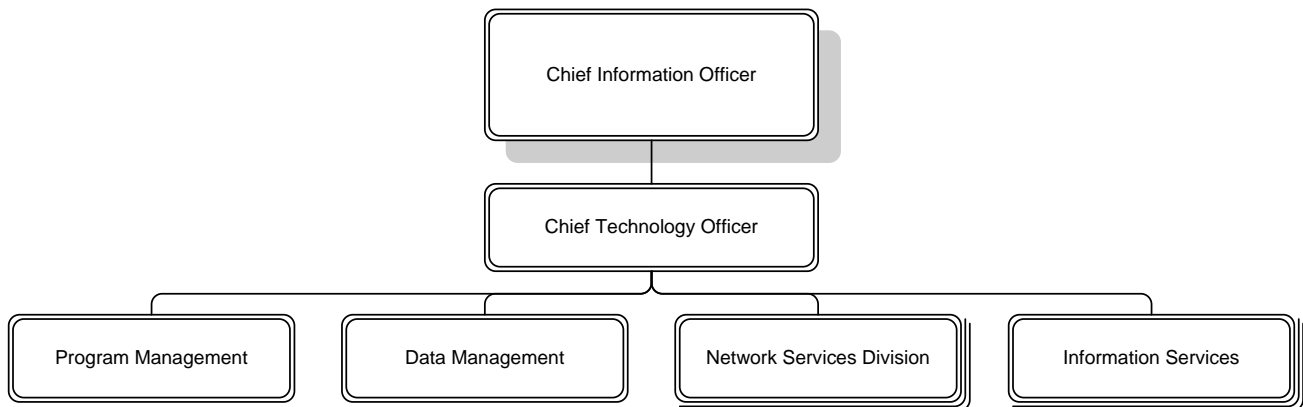 Chief Information Officer
Chief Technology Officer
Program Management
Data Management
Network Services Division
Information Services